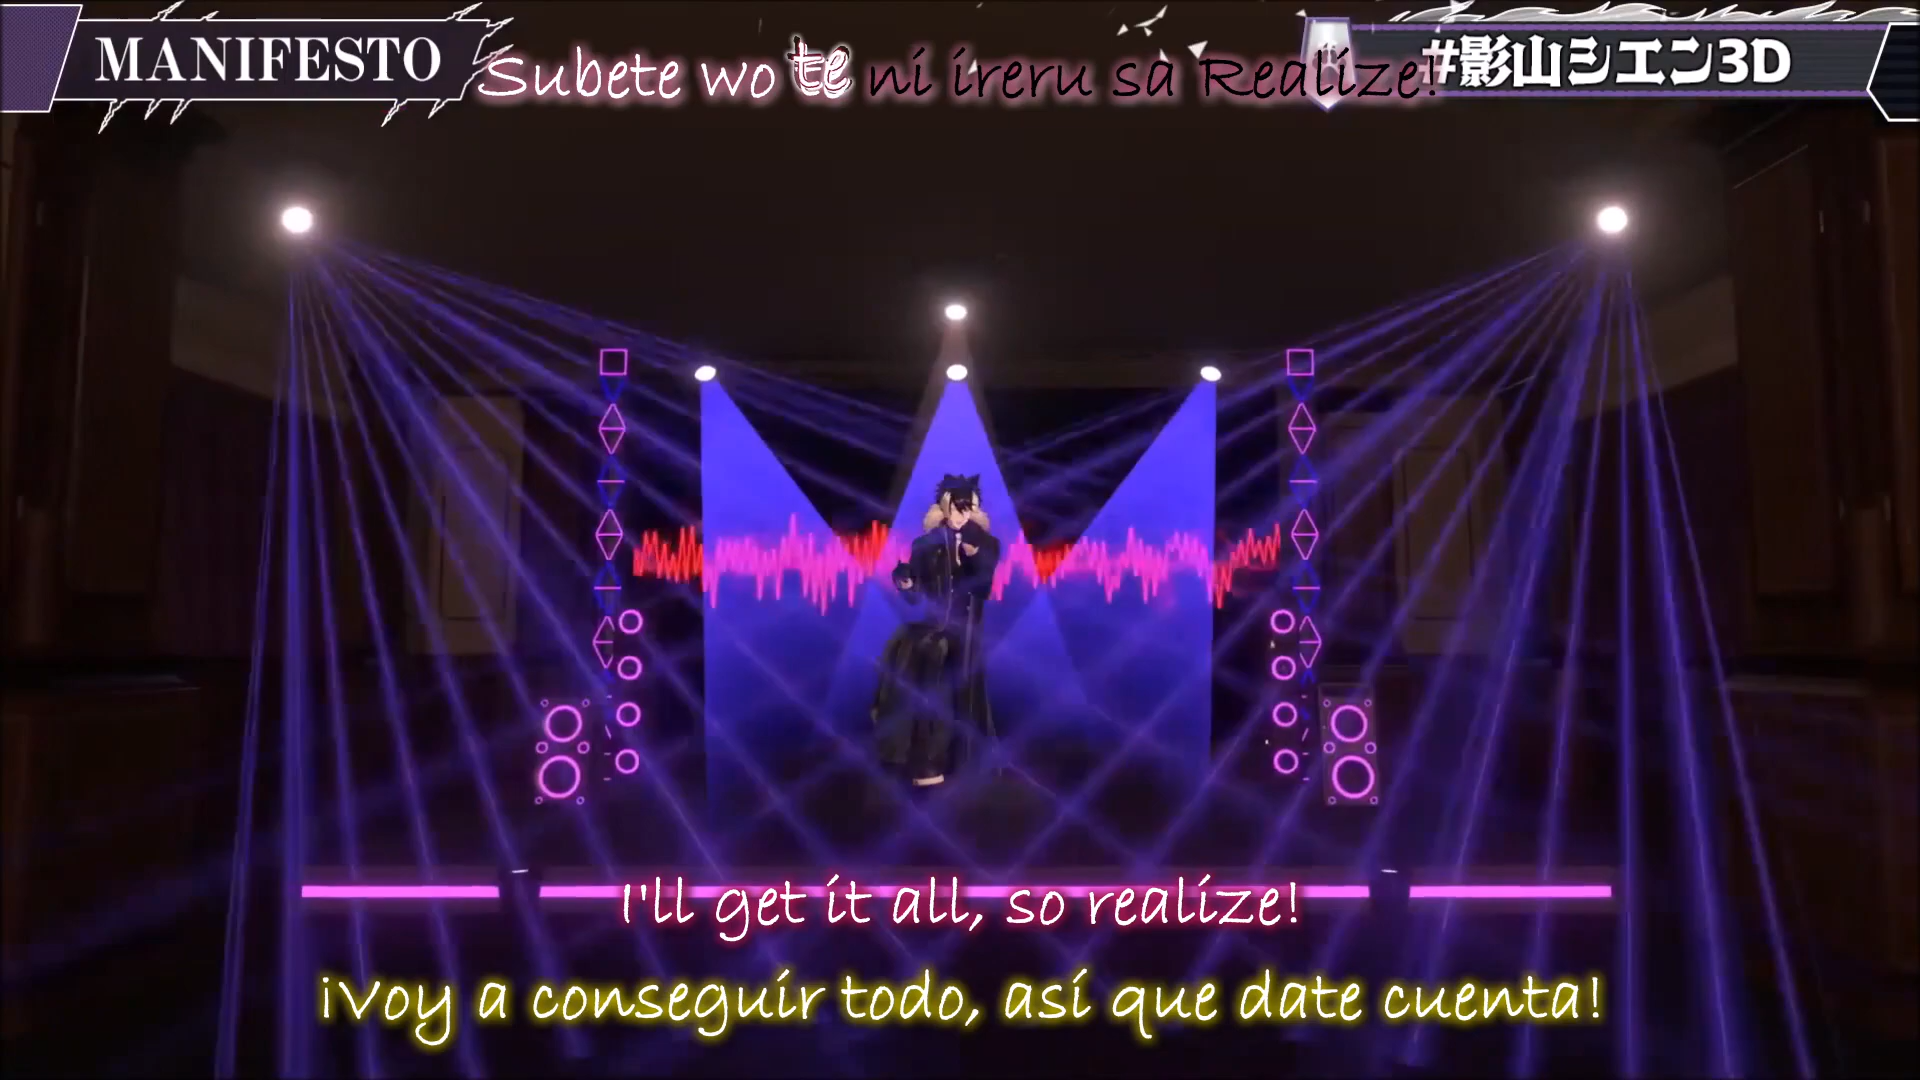 MANIFESTO
Subete wo te ni ireru sa Realize!
#影山シエン3D
I'll get it all, so realize!
¡Voy a conseguir todo, así que date cuenta!